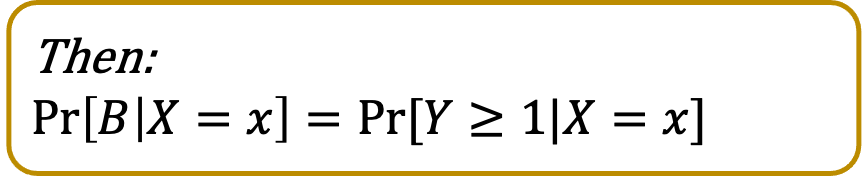 Then:
Pr[B|X = x] = Pr[Y ≥ 1|X = x]